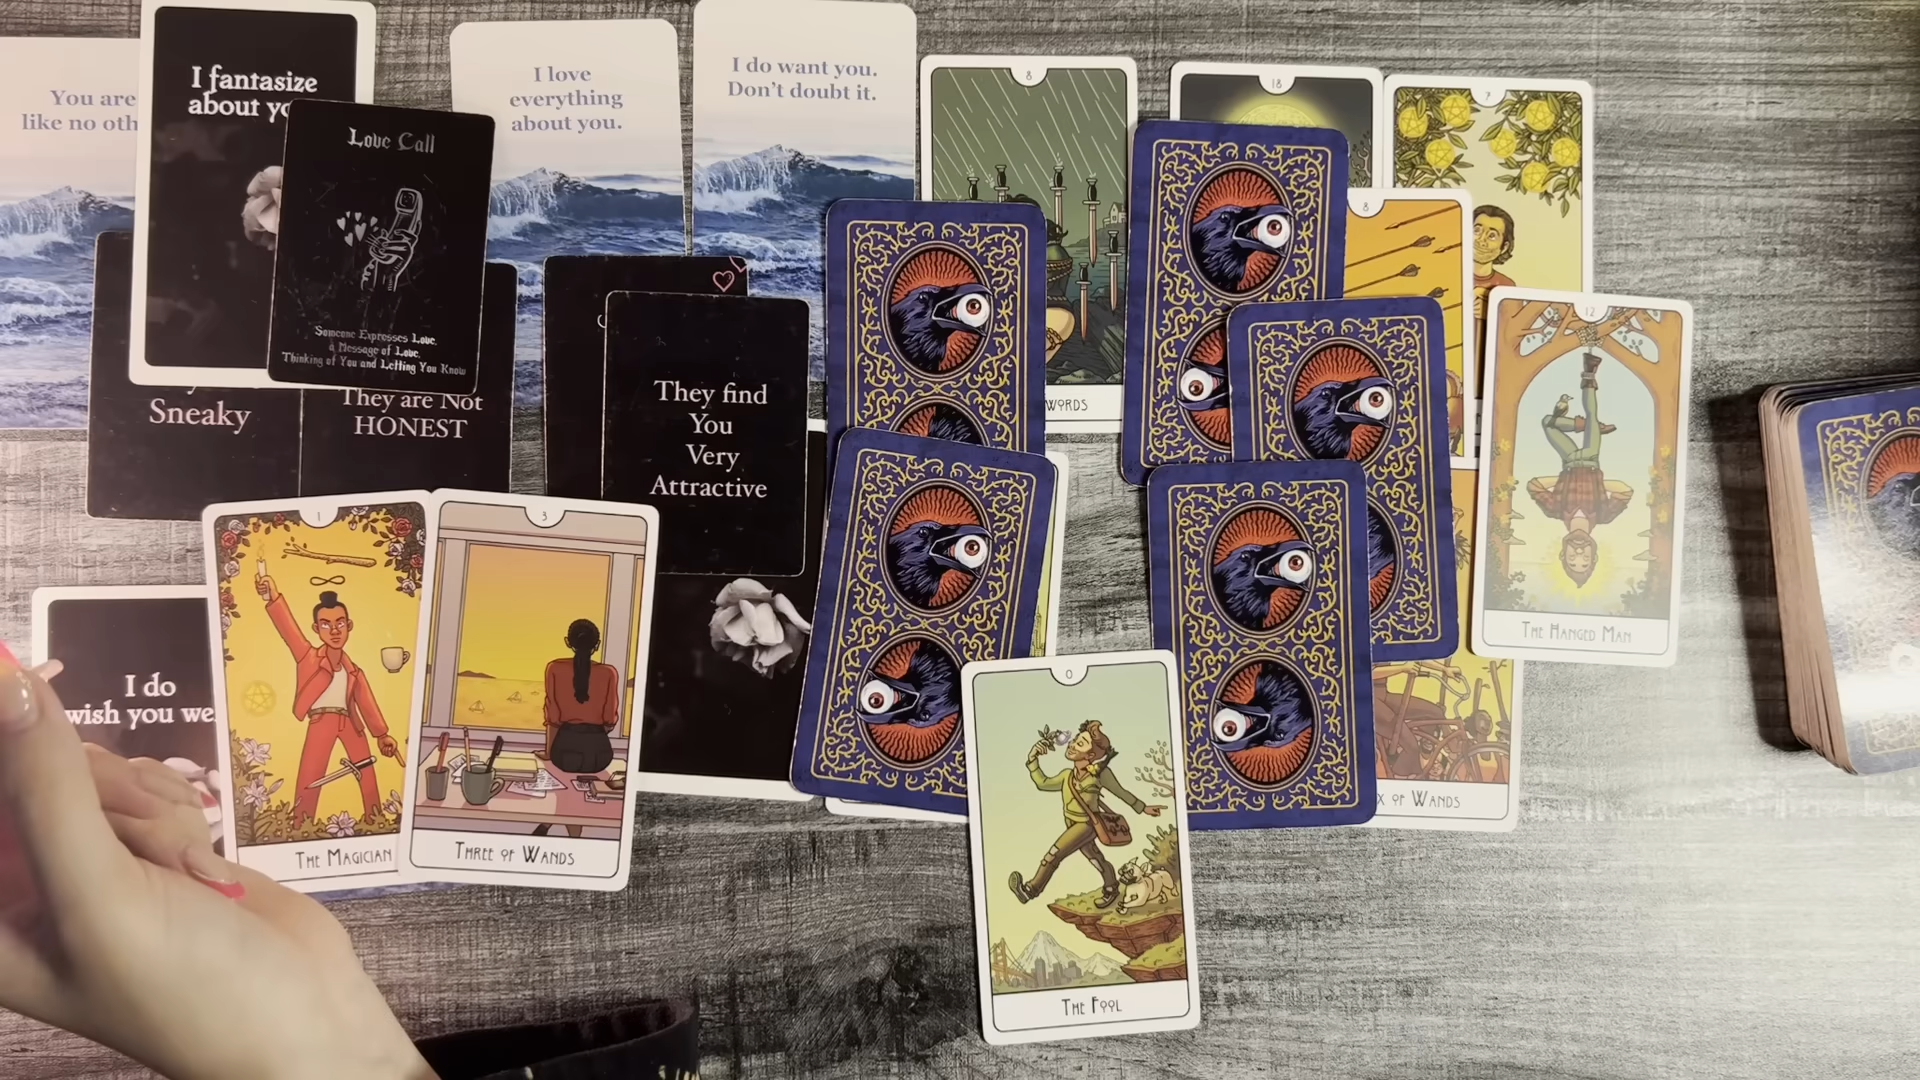 You are
like no oth
I fantasize
about yo
Love Call
Someone Expresses Love,
a Message of Love,
Thinking of You and Letting You Know
I love
everything
about you.
I do want you.
Don't doubt it.
8
18
7
Sneaky
They are Not
HONEST
They find
You
Very
Attractive
WORDS
8
12
THE HANGED MAN
I do
wish you we
1
THE MAGICIAN
3
THREE OF WANDS
0
THE FOOL
X OF WANDS